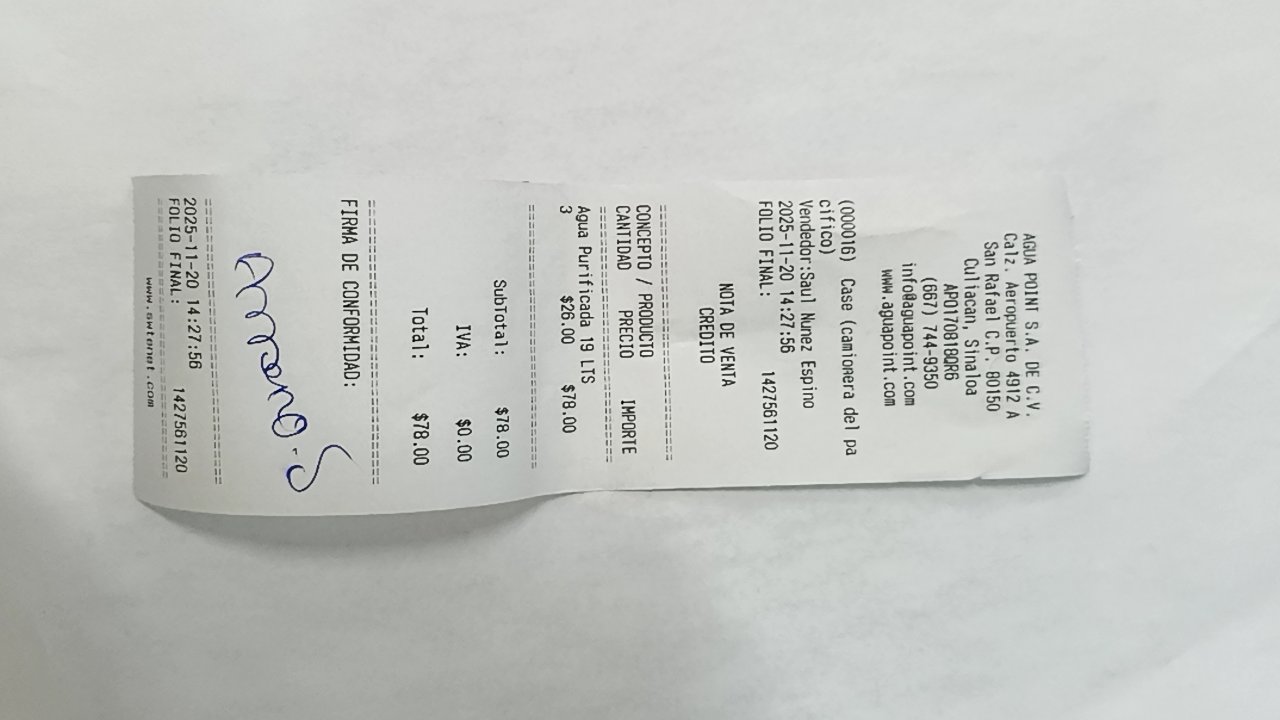 AGUA POINT S.A. DE C.V.
Calz. Aeropuerto 4912 A
San Rafael C.P. 80150
Culiacan, Sinaloa
APO170818QR6
(667) 744-9350
info@aguapoint.com
www.aguapoint.com
(000016) Case (camionera del pa
cifico)
Vendedor:Saul Nunez Espino
2025-11-20 14:27:56
FOLIO FINAL: 1427561120
NOTA DE VENTA
CREDITO
================================
CONCEPTO / PRODUCTO
CANTIDAD PRECIO IMPORTE
================================
Agua Purificada 19 LTS
3 $26.00 $78.00
================================
SubTotal: $78.00
IVA: $0.00
Total: $78.00
================================
FIRMA DE CONFORMIDAD:
================================
2025-11-20 14:27:56
FOLIO FINAL: 1427561120
================================
www.swtonet.com